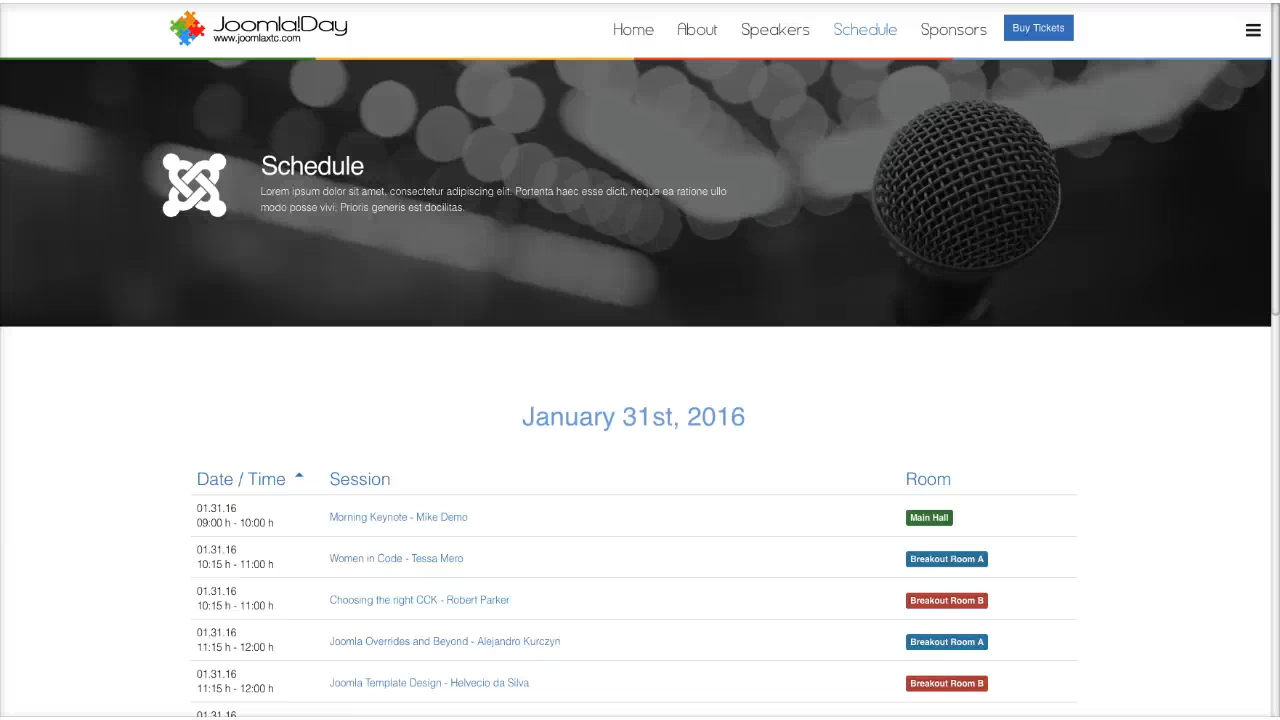 Joomla!Day
www.joomlaxtc.com
Home About Speakers Schedule Sponsors Buy Tickets
Schedule
Lorem ipsum dolor sit amet, consectetur adipiscing elit. Portenta haec esse dicit, neque ea ratione ullo
modo posse vivi; Prioris generis est docilitas.
January 31st, 2016
Date / Time Session Room
01.31.16
09:00 h - 10:00 h Morning Keynote - Mike Demo Main Hall
01.31.16
10:15 h - 11:00 h Women in Code - Tessa Mero Breakout Room A
01.31.16
10:15 h - 11:00 h Choosing the right CCK - Robert Parker Breakout Room B
01.31.16
11:15 h - 12:00 h Joomla Overrides and Beyond - Alejandro Kurczyn Breakout Room A
01.31.16
11:15 h - 12:00 h Joomla Template Design - Helvecio da Silva Breakout Room B
01.31.16